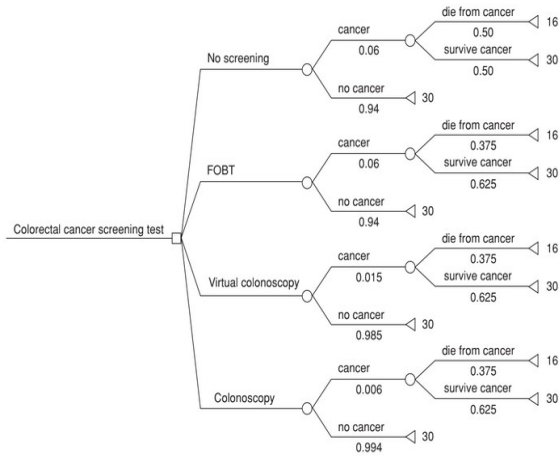 die from cancer
16
0.50
cancer
0.06
survive cancer
30
0.50
No screening
no cancer
30
0.94
die from cancer
16
0.375
cancer
0.06
survive cancer
30
0.625
FOBT
no cancer
30
0.94
Colorectal cancer screening test
die from cancer
16
0.375
cancer
0.015
survive cancer
30
0.625
Virtual colonoscopy
no cancer
30
0.985
die from cancer
16
0.375
cancer
0.006
survive cancer
30
0.625
Colonoscopy
no cancer
30
0.994